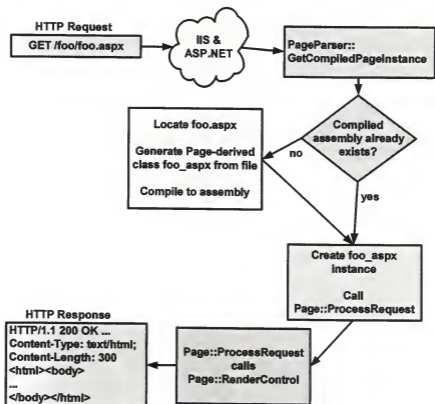 HTTP Request
GET /foo/foo.aspx
IIS &
ASP.NET
PageParser::
GetCompiledPageInstance
Compiled
assembly already
exists?
no
yes
Locate foo.aspx
Generate Page-derived
class foo_aspx from file
Compile to assembly
Create foo_aspx
instance
Call
Page::ProcessRequest
Page::ProcessRequest
calls
Page::RenderControl
HTTP Response
HTTP/1.1 200 OK ...
Content-Type: text/html;
Content-Length: 300
<html><body>
...
</body></html>